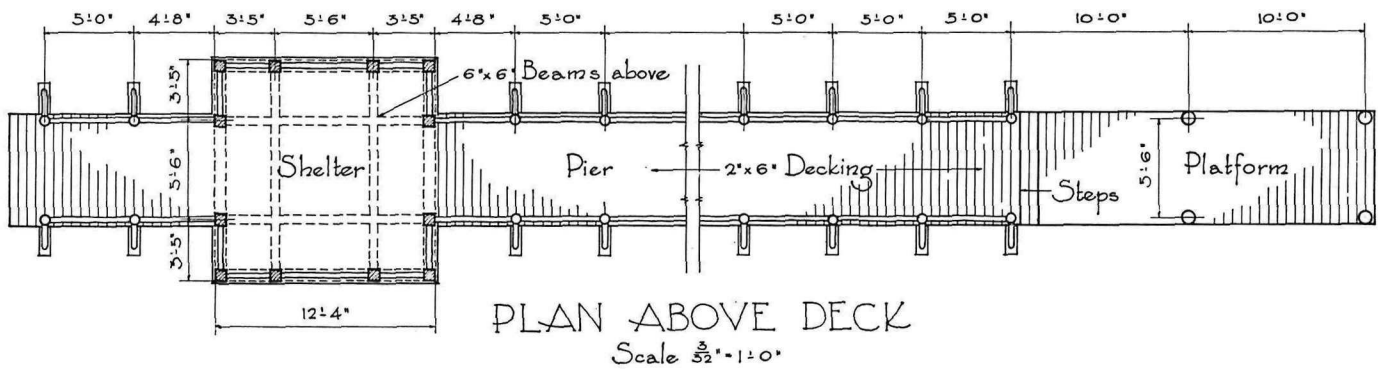 5'-0" 4'-8" 3'-5" 5'-6" 3'-5" 4'-8" 5'-0" 5'-0" 5'-0" 5'-0" 10'-0" 10'-0"
3'-5"
6"x 6" Beams above
5'-6"
Shelter
Pier
2"x 6" Decking
Steps
5'-6"
Platform
3'-5"
12'-4"
PLAN ABOVE DECK
Scale 3/32" = 1'-0"